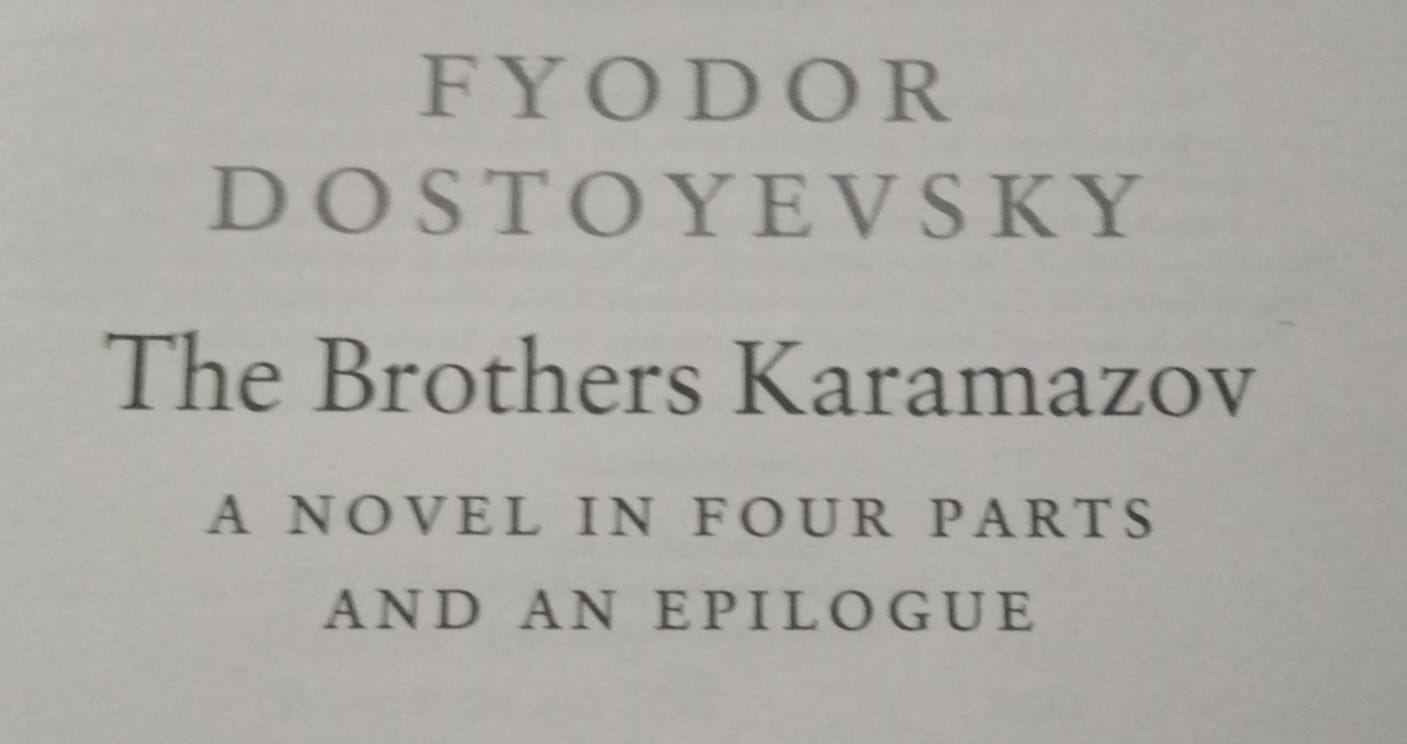 FYODOR
DOSTOYEVSKY
The Brothers Karamazov
A NOVEL IN FOUR PARTS
AND AN EPILOGUE